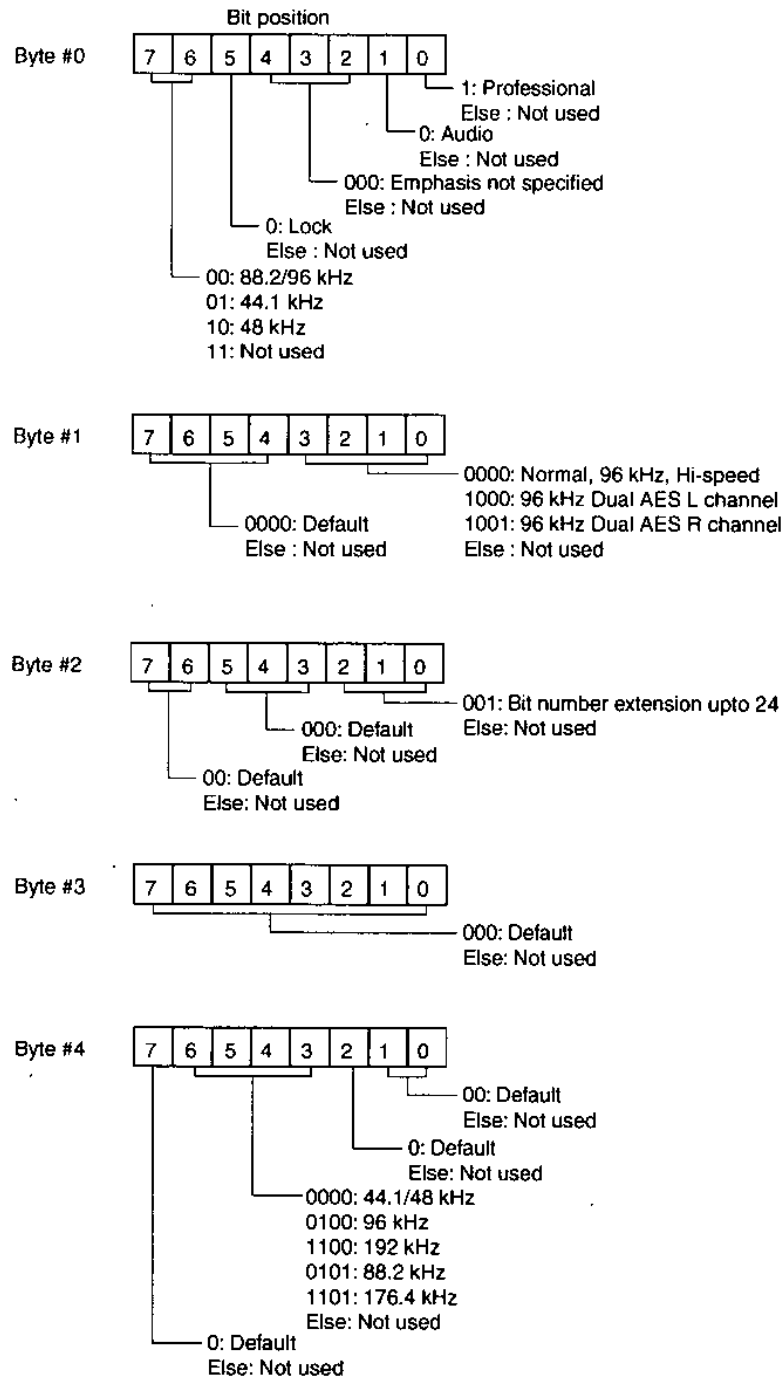 Bit position
Byte #0
7 6 5 4 3 2 1 0
1: Professional
Else : Not used
0: Audio
Else : Not used
000: Emphasis not specified
Else : Not used
0: Lock
Else : Not used
00: 88.2/96 kHz
01: 44.1 kHz
10: 48 kHz
11: Not used
Byte #1
7 6 5 4 3 2 1 0
0000: Normal, 96 kHz, Hi-speed
1000: 96 kHz Dual AES L channel
1001: 96 kHz Dual AES R channel
Else : Not used
0000: Default
Else : Not used
Byte #2
7 6 5 4 3 2 1 0
001: Bit number extension upto 24
Else: Not used
000: Default
Else: Not used
00: Default
Else: Not used
Byte #3
7 6 5 4 3 2 1 0
000: Default
Else: Not used
Byte #4
7 6 5 4 3 2 1 0
00: Default
Else: Not used
0: Default
Else: Not used
0000: 44.1/48 kHz
0100: 96 kHz
1100: 192 kHz
0101: 88.2 kHz
1101: 176.4 kHz
Else: Not used
0: Default
Else: Not used